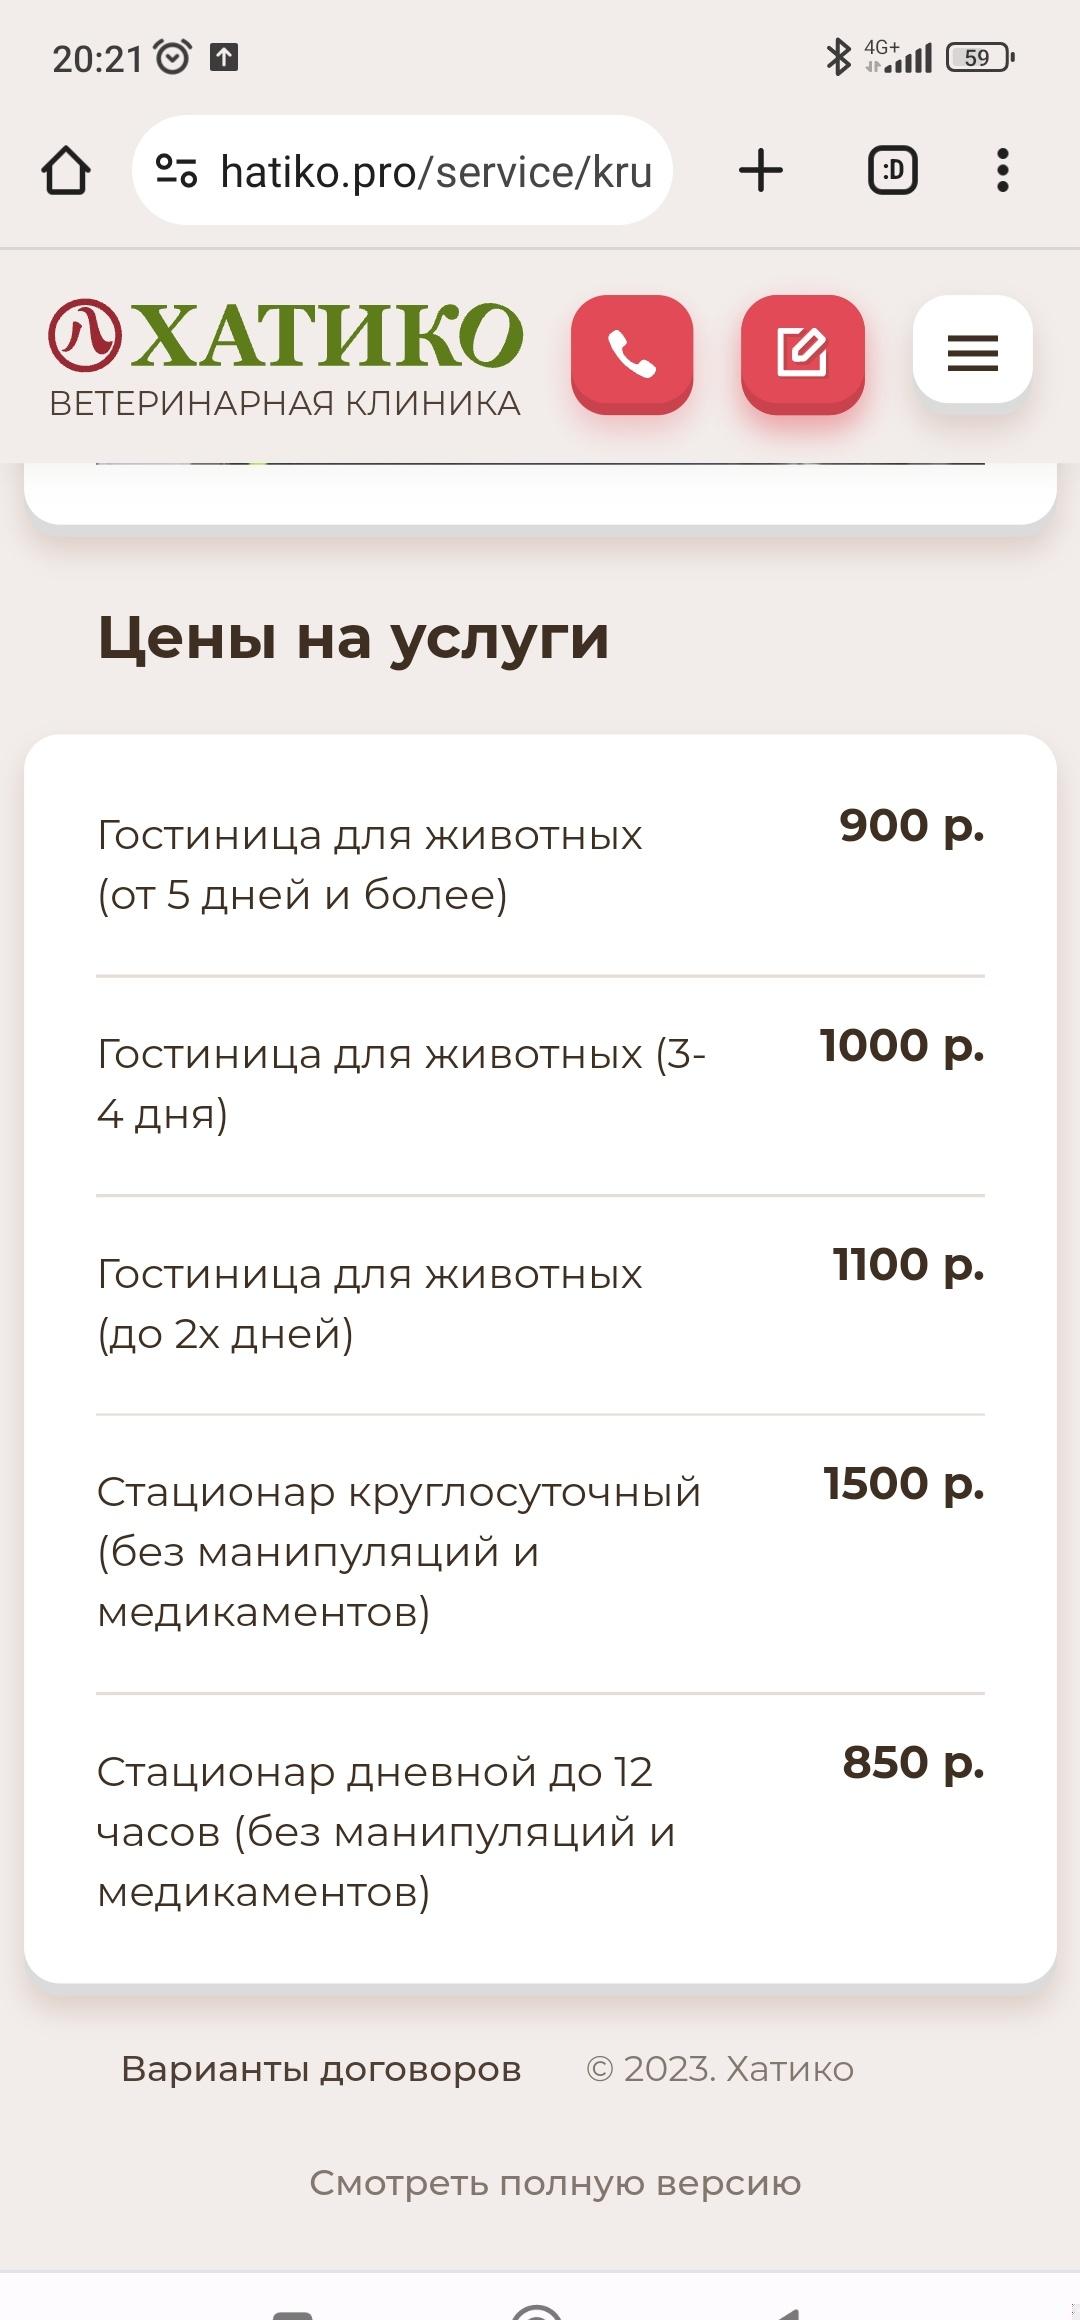 20:21
4G+
59
hatiko.pro/service/kru
:D
ХАТИКО
ВЕТЕРИНАРНАЯ КЛИНИКА
Цены на услуги
Гостиница для животных 900 р.
(от 5 дней и более)
Гостиница для животных (3- 1000 р.
4 дня)
Гостиница для животных 1100 р.
(до 2х дней)
Стационар круглосуточный 1500 р.
(без манипуляций и
медикаментов)
Стационар дневной до 12 850 р.
часов (без манипуляций и
медикаментов)
Варианты договоров © 2023. Хатико
Смотреть полную версию